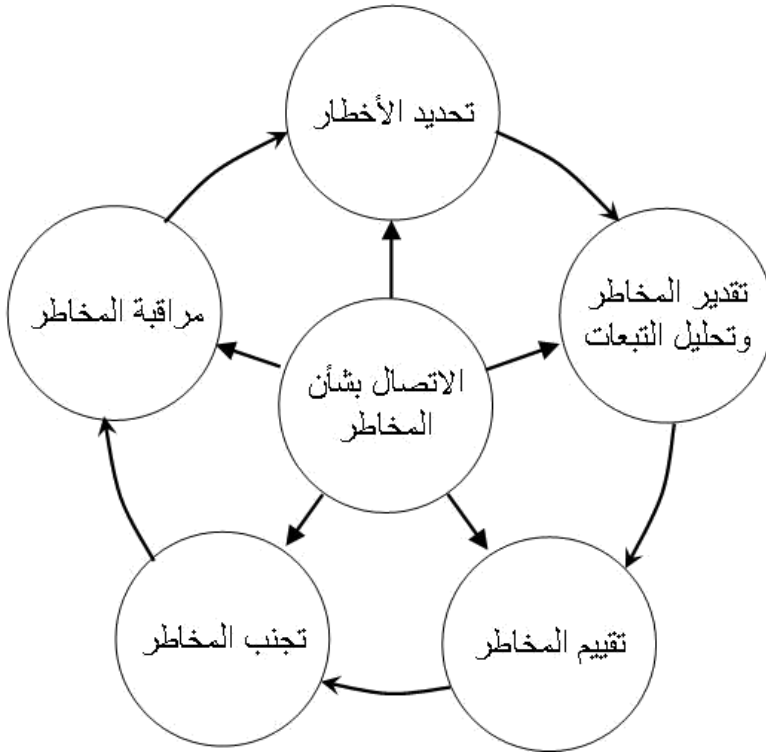 تحديد الأخطار
تقدير المخاطر
وتحليل التبعات
مراقبة المخاطر
الاتصال بشأن
المخاطر
تجنب المخاطر
تقييم المخاطر